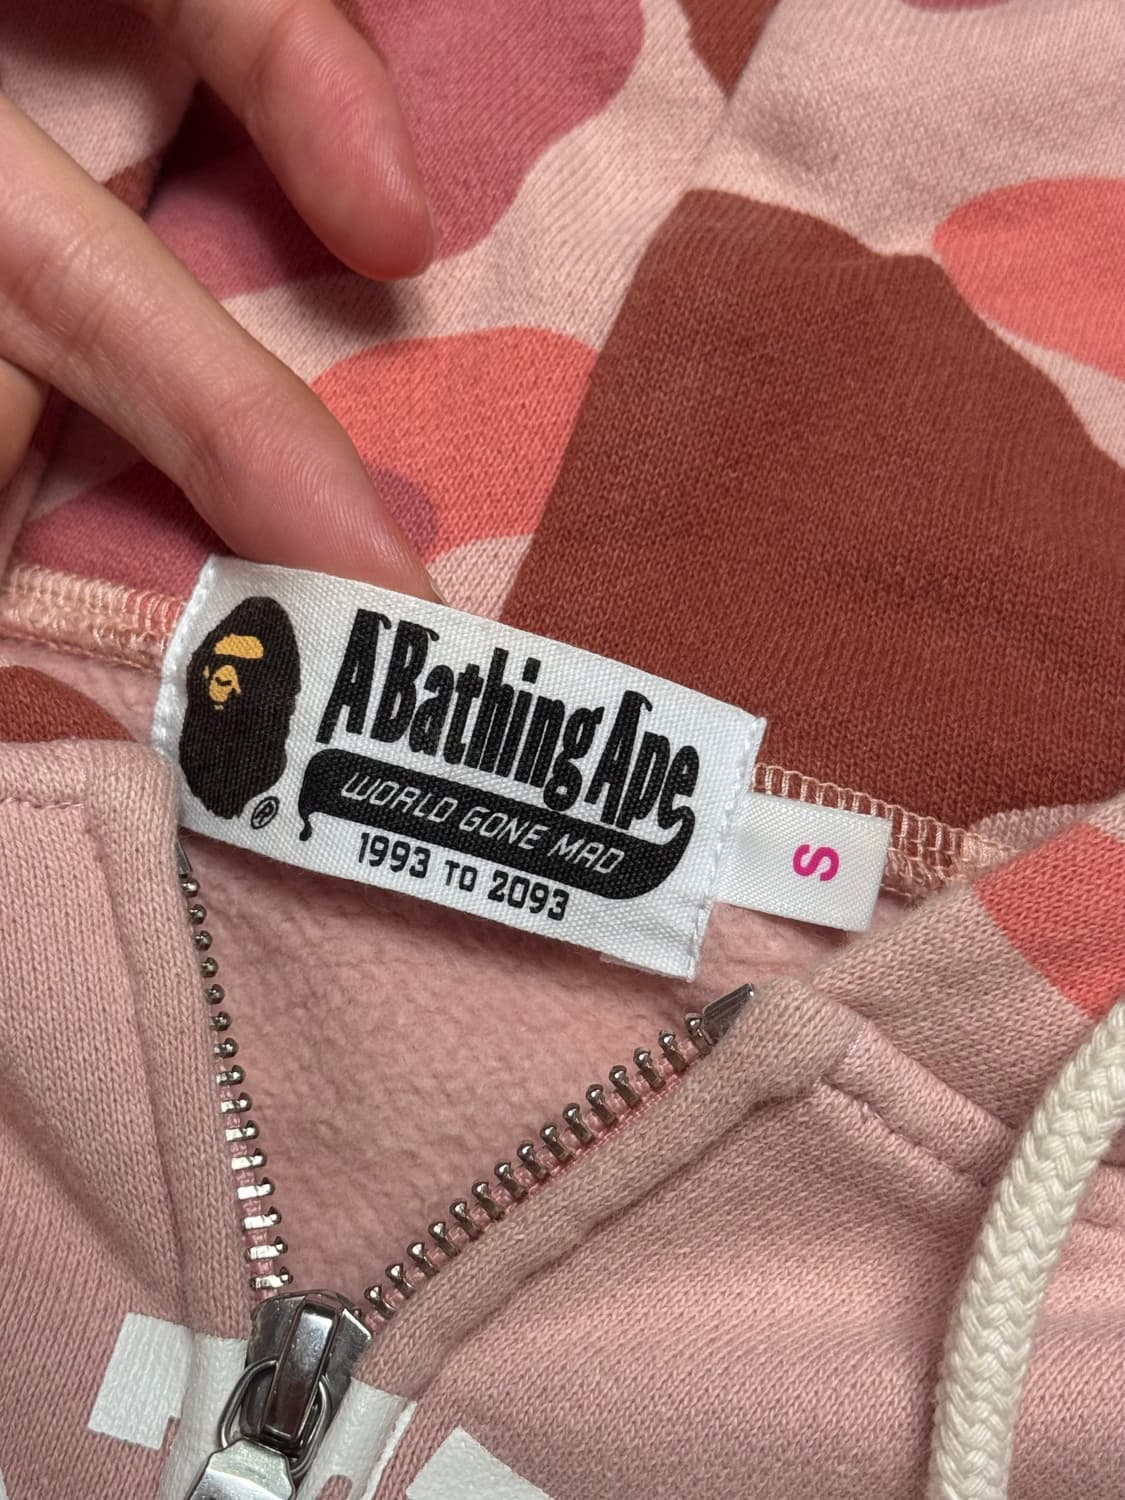 A Bathing Ape
®
WORLD GONE MAD
1993 TO 2093
S